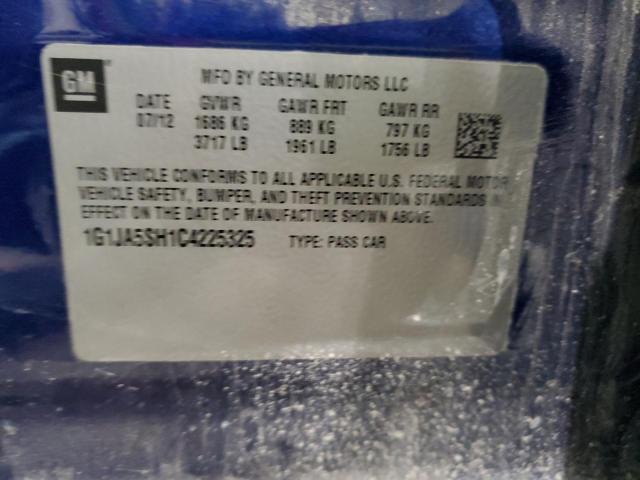 GM
MFD BY GENERAL MOTORS LLC
DATE GVWR GAWR FRT GAWR RR
07/12 1686 KG 889 KG 797 KG
3717 LB 1961 LB 1756 LB
THIS VEHICLE CONFORMS TO ALL APPLICABLE U.S. FEDERAL MOTOR
VEHICLE SAFETY, BUMPER, AND THEFT PREVENTION STANDARDS IN
EFFECT ON THE DATE OF MANUFACTURE SHOWN ABOVE.
1G1JA5SH1C4225325 TYPE: PASS CAR